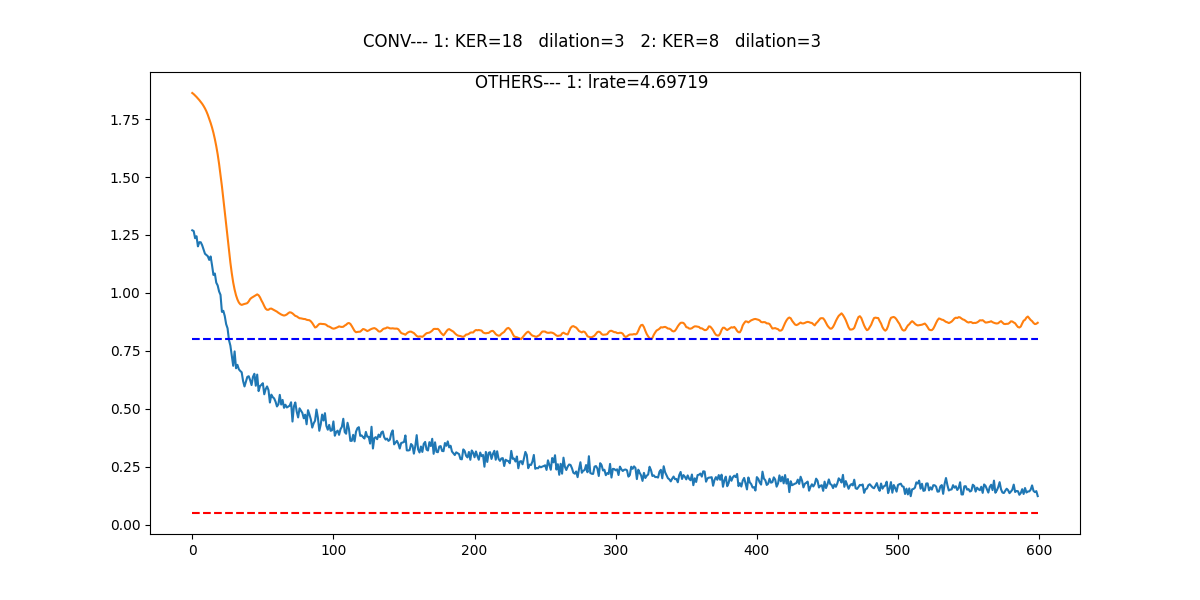 CONV--- 1: KER=18   dilation=3   2: KER=8   dilation=3
OTHERS--- 1: lrate=4.69719
1.75
1.50
1.25
1.00
0.75
0.50
0.25
0.00
0 100 200 300 400 500 600